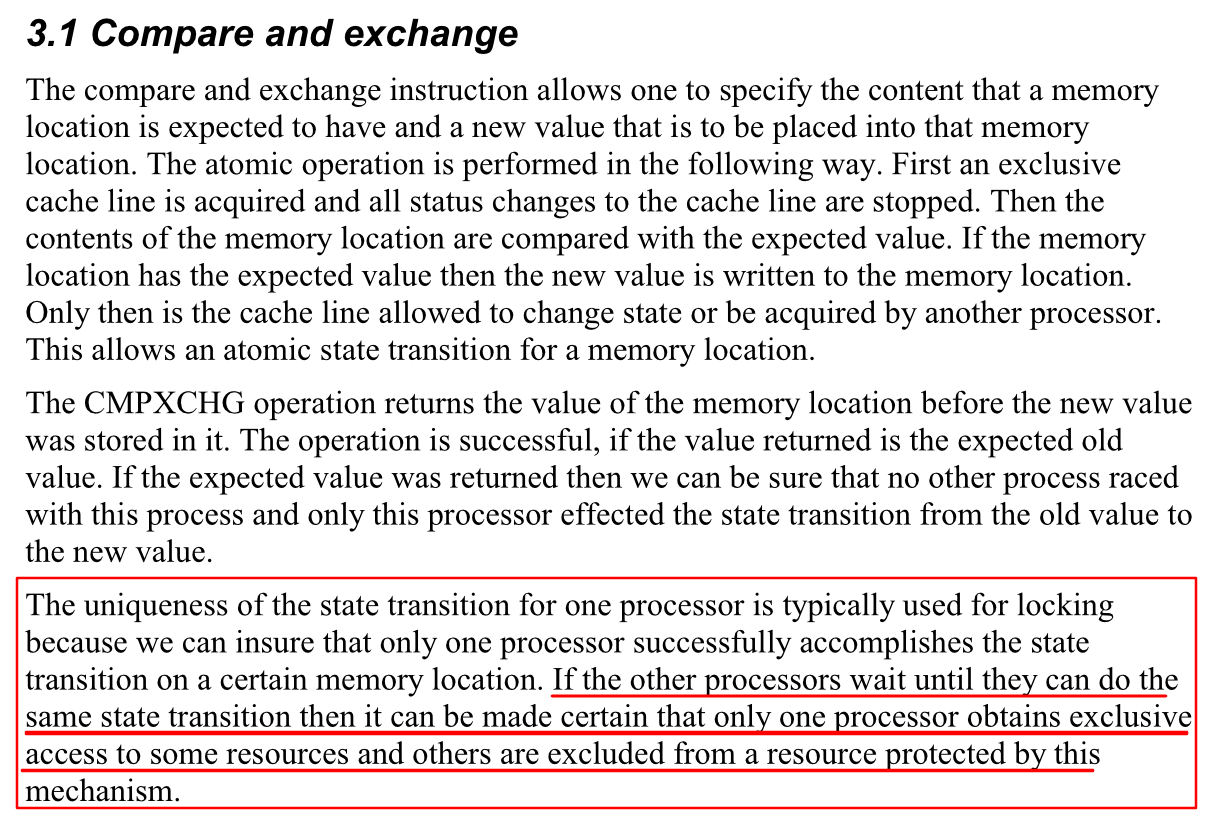 3.1 Compare and exchange
The compare and exchange instruction allows one to specify the content that a memory
location is expected to have and a new value that is to be placed into that memory
location. The atomic operation is performed in the following way. First an exclusive
cache line is acquired and all status changes to the cache line are stopped. Then the
contents of the memory location are compared with the expected value. If the memory
location has the expected value then the new value is written to the memory location.
Only then is the cache line allowed to change state or be acquired by another processor.
This allows an atomic state transition for a memory location.
The CMPXCHG operation returns the value of the memory location before the new value
was stored in it. The operation is successful, if the value returned is the expected old
value. If the expected value was returned then we can be sure that no other process raced
with this process and only this processor effected the state transition from the old value to
the new value.
The uniqueness of the state transition for one processor is typically used for locking
because we can insure that only one processor successfully accomplishes the state
transition on a certain memory location. If the other processors wait until they can do the
same state transition then it can be made certain that only one processor obtains exclusive
access to some resources and others are excluded from a resource protected by this
mechanism.